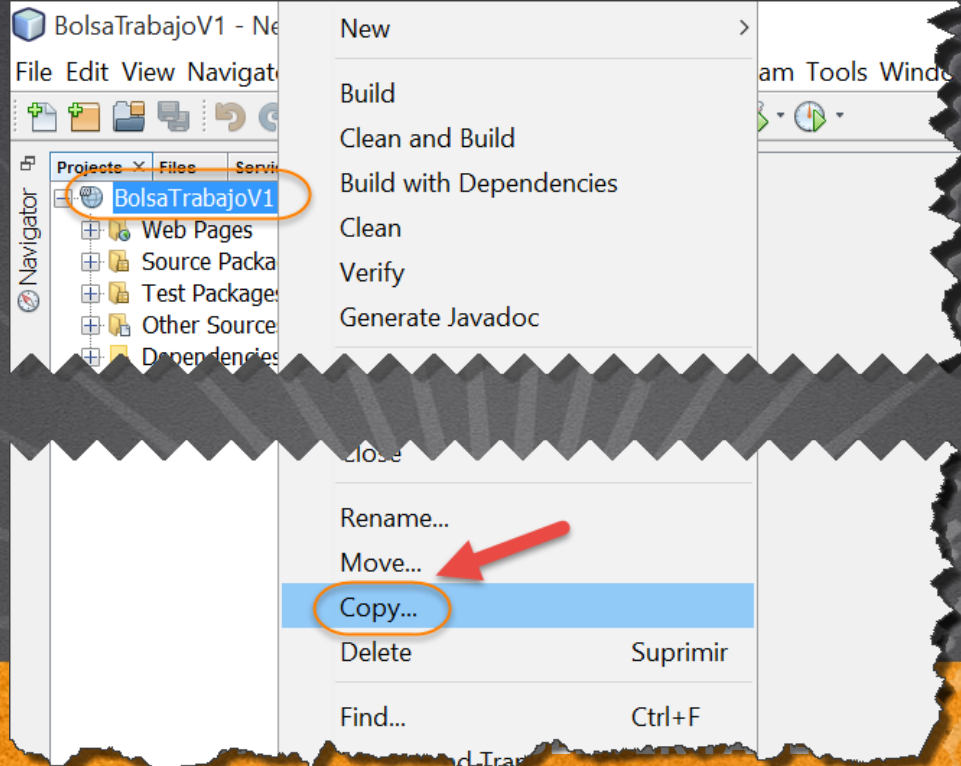 BolsaTrabajoV1 - Ne
File Edit View Navigat
am Tools Windo
Projects × Files Servi
Navigator
BolsaTrabajoV1
Web Pages
Source Packa
Test Packages
Other Source
Dependencies
New >
Build
Clean and Build
Build with Dependencies
Clean
Verify
Generate Javadoc
Close
Rename...
Move...
Copy...
Delete Suprimir
Find... Ctrl+F